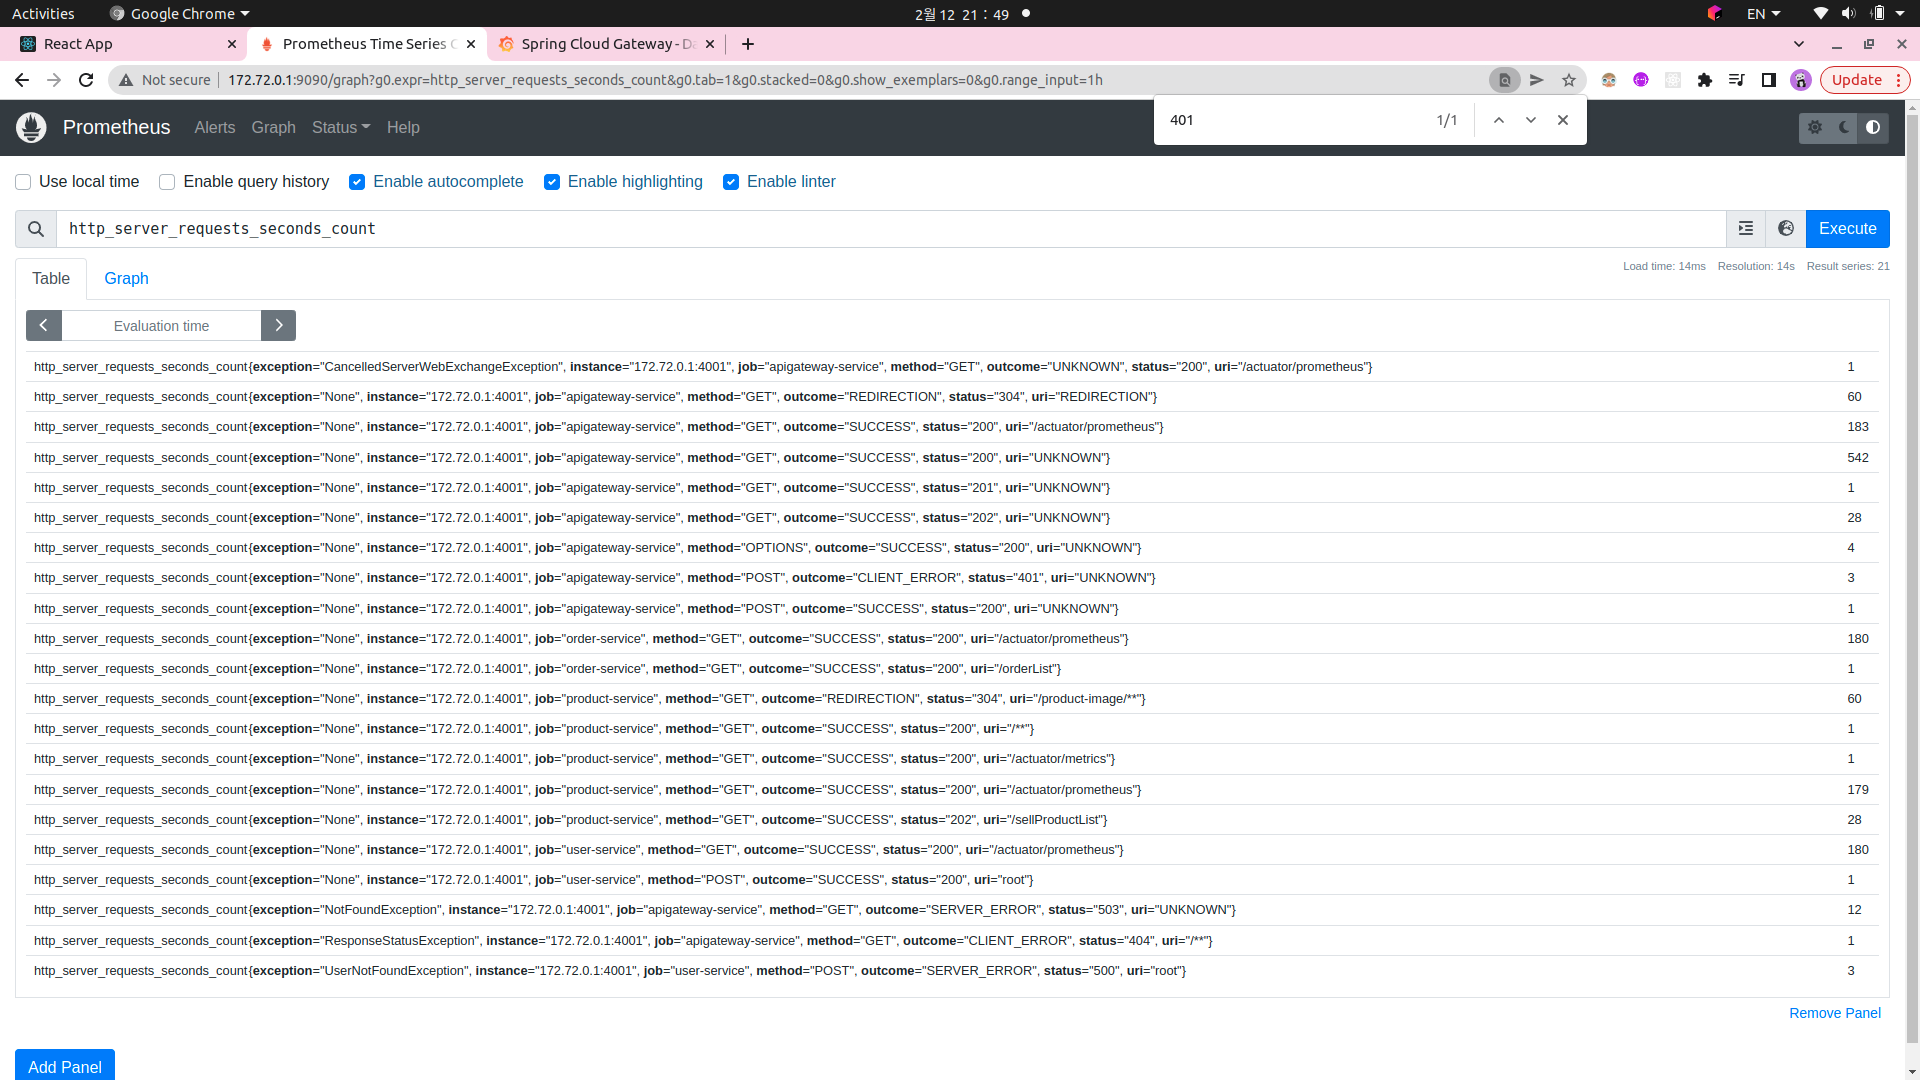 Activities Google Chrome 2월 12 21 : 49 EN
React App Prometheus Time Series C Spring Cloud Gateway - Da
Not secure 172.72.0.1:9090/graph?g0.expr=http_server_requests_seconds_count&g0.tab=1&g0.stacked=0&g0.show_exemplars=0&g0.range_input=1h Update
401 1/1
Prometheus Alerts Graph Status Help
Use local time Enable query history Enable autocomplete Enable highlighting Enable linter
http_server_requests_seconds_count Execute
Table Graph Load time: 14ms Resolution: 14s Result series: 21
Evaluation time
http_server_requests_seconds_count{exception="CancelledServerWebExchangeException", instance="172.72.0.1:4001", job="apigateway-service", method="GET", outcome="UNKNOWN", status="200", uri="/actuator/prometheus"} 1
http_server_requests_seconds_count{exception="None", instance="172.72.0.1:4001", job="apigateway-service", method="GET", outcome="REDIRECTION", status="304", uri="REDIRECTION"} 60
http_server_requests_seconds_count{exception="None", instance="172.72.0.1:4001", job="apigateway-service", method="GET", outcome="SUCCESS", status="200", uri="/actuator/prometheus"} 183
http_server_requests_seconds_count{exception="None", instance="172.72.0.1:4001", job="apigateway-service", method="GET", outcome="SUCCESS", status="200", uri="UNKNOWN"} 542
http_server_requests_seconds_count{exception="None", instance="172.72.0.1:4001", job="apigateway-service", method="GET", outcome="SUCCESS", status="201", uri="UNKNOWN"} 1
http_server_requests_seconds_count{exception="None", instance="172.72.0.1:4001", job="apigateway-service", method="GET", outcome="SUCCESS", status="202", uri="UNKNOWN"} 28
http_server_requests_seconds_count{exception="None", instance="172.72.0.1:4001", job="apigateway-service", method="OPTIONS", outcome="SUCCESS", status="200", uri="UNKNOWN"} 4
http_server_requests_seconds_count{exception="None", instance="172.72.0.1:4001", job="apigateway-service", method="POST", outcome="CLIENT_ERROR", status="401", uri="UNKNOWN"} 3
http_server_requests_seconds_count{exception="None", instance="172.72.0.1:4001", job="apigateway-service", method="POST", outcome="SUCCESS", status="200", uri="UNKNOWN"} 1
http_server_requests_seconds_count{exception="None", instance="172.72.0.1:4001", job="order-service", method="GET", outcome="SUCCESS", status="200", uri="/actuator/prometheus"} 180
http_server_requests_seconds_count{exception="None", instance="172.72.0.1:4001", job="order-service", method="GET", outcome="SUCCESS", status="200", uri="/orderList"} 1
http_server_requests_seconds_count{exception="None", instance="172.72.0.1:4001", job="product-service", method="GET", outcome="REDIRECTION", status="304", uri="/product-image/**"} 60
http_server_requests_seconds_count{exception="None", instance="172.72.0.1:4001", job="product-service", method="GET", outcome="SUCCESS", status="200", uri="/**"} 1
http_server_requests_seconds_count{exception="None", instance="172.72.0.1:4001", job="product-service", method="GET", outcome="SUCCESS", status="200", uri="/actuator/metrics"} 1
http_server_requests_seconds_count{exception="None", instance="172.72.0.1:4001", job="product-service", method="GET", outcome="SUCCESS", status="200", uri="/actuator/prometheus"} 179
http_server_requests_seconds_count{exception="None", instance="172.72.0.1:4001", job="product-service", method="GET", outcome="SUCCESS", status="202", uri="/sellProductList"} 28
http_server_requests_seconds_count{exception="None", instance="172.72.0.1:4001", job="user-service", method="GET", outcome="SUCCESS", status="200", uri="/actuator/prometheus"} 180
http_server_requests_seconds_count{exception="None", instance="172.72.0.1:4001", job="user-service", method="POST", outcome="SUCCESS", status="200", uri="root"} 1
http_server_requests_seconds_count{exception="NotFoundException", instance="172.72.0.1:4001", job="apigateway-service", method="GET", outcome="SERVER_ERROR", status="503", uri="UNKNOWN"} 12
http_server_requests_seconds_count{exception="ResponseStatusException", instance="172.72.0.1:4001", job="apigateway-service", method="GET", outcome="CLIENT_ERROR", status="404", uri="/**"} 1
http_server_requests_seconds_count{exception="UserNotFoundException", instance="172.72.0.1:4001", job="user-service", method="POST", outcome="SERVER_ERROR", status="500", uri="root"} 3
Remove Panel
Add Panel